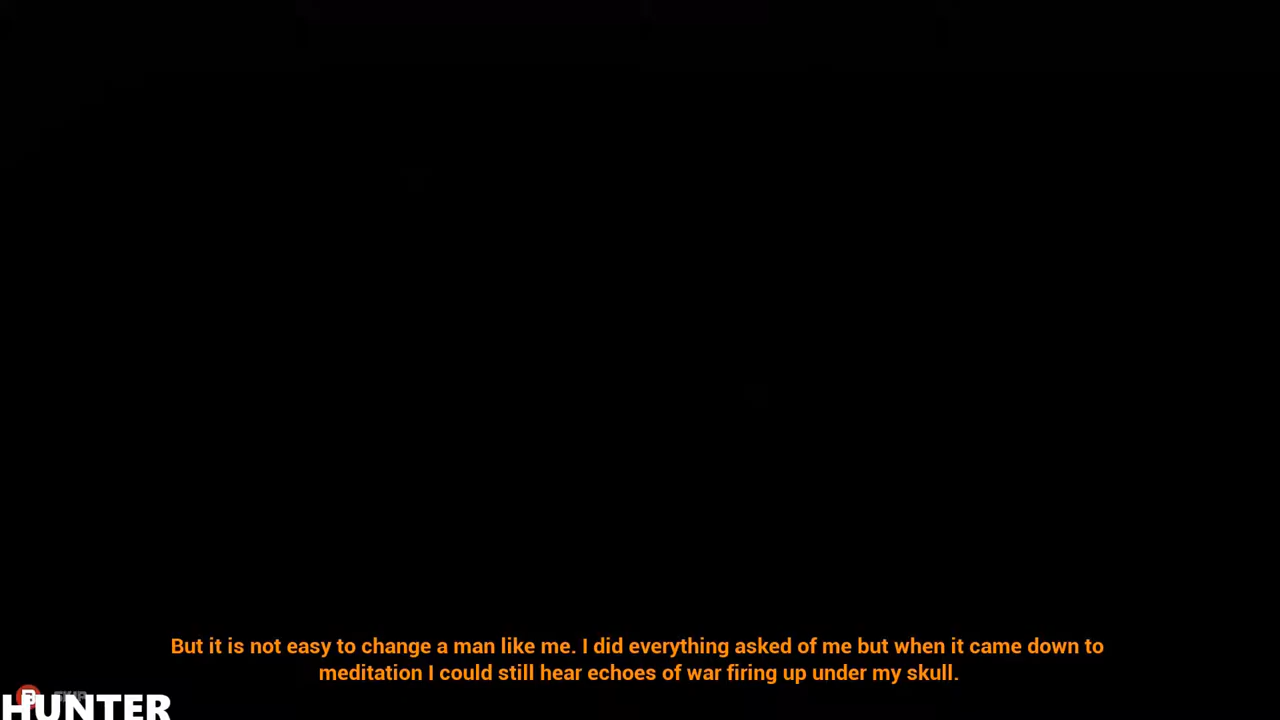 But it is not easy to change a man like me. I did everything asked of me but when it came down to
meditation I could still hear echoes of war firing up under my skull.
B SKIP
HUNTER